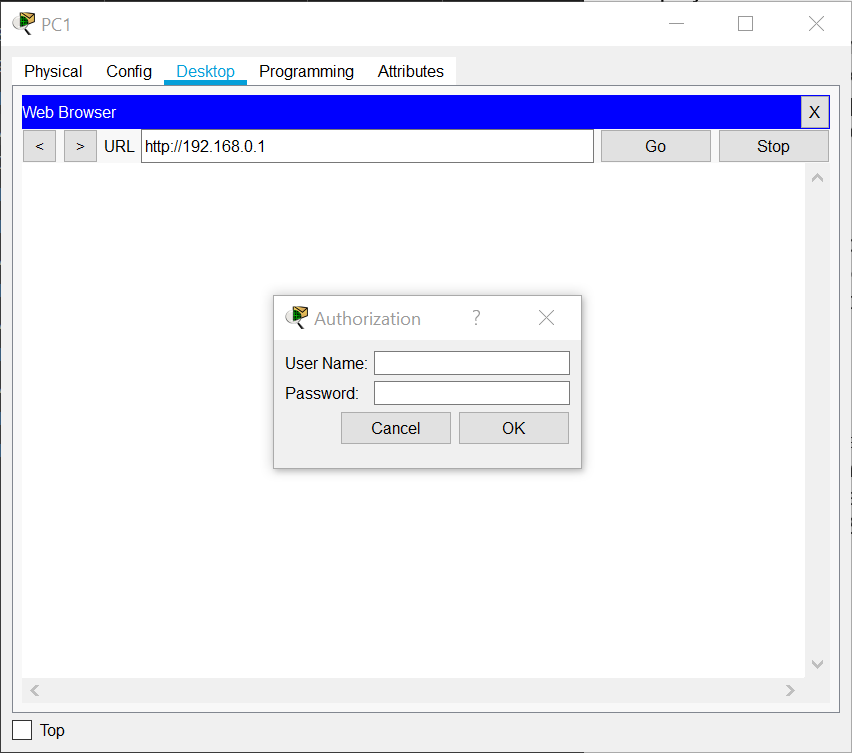 PC1
Physical Config Desktop Programming Attributes
Web Browser X
< > URL http://192.168.0.1 Go Stop
Authorization ?
User Name:
Password:
Cancel OK
Top